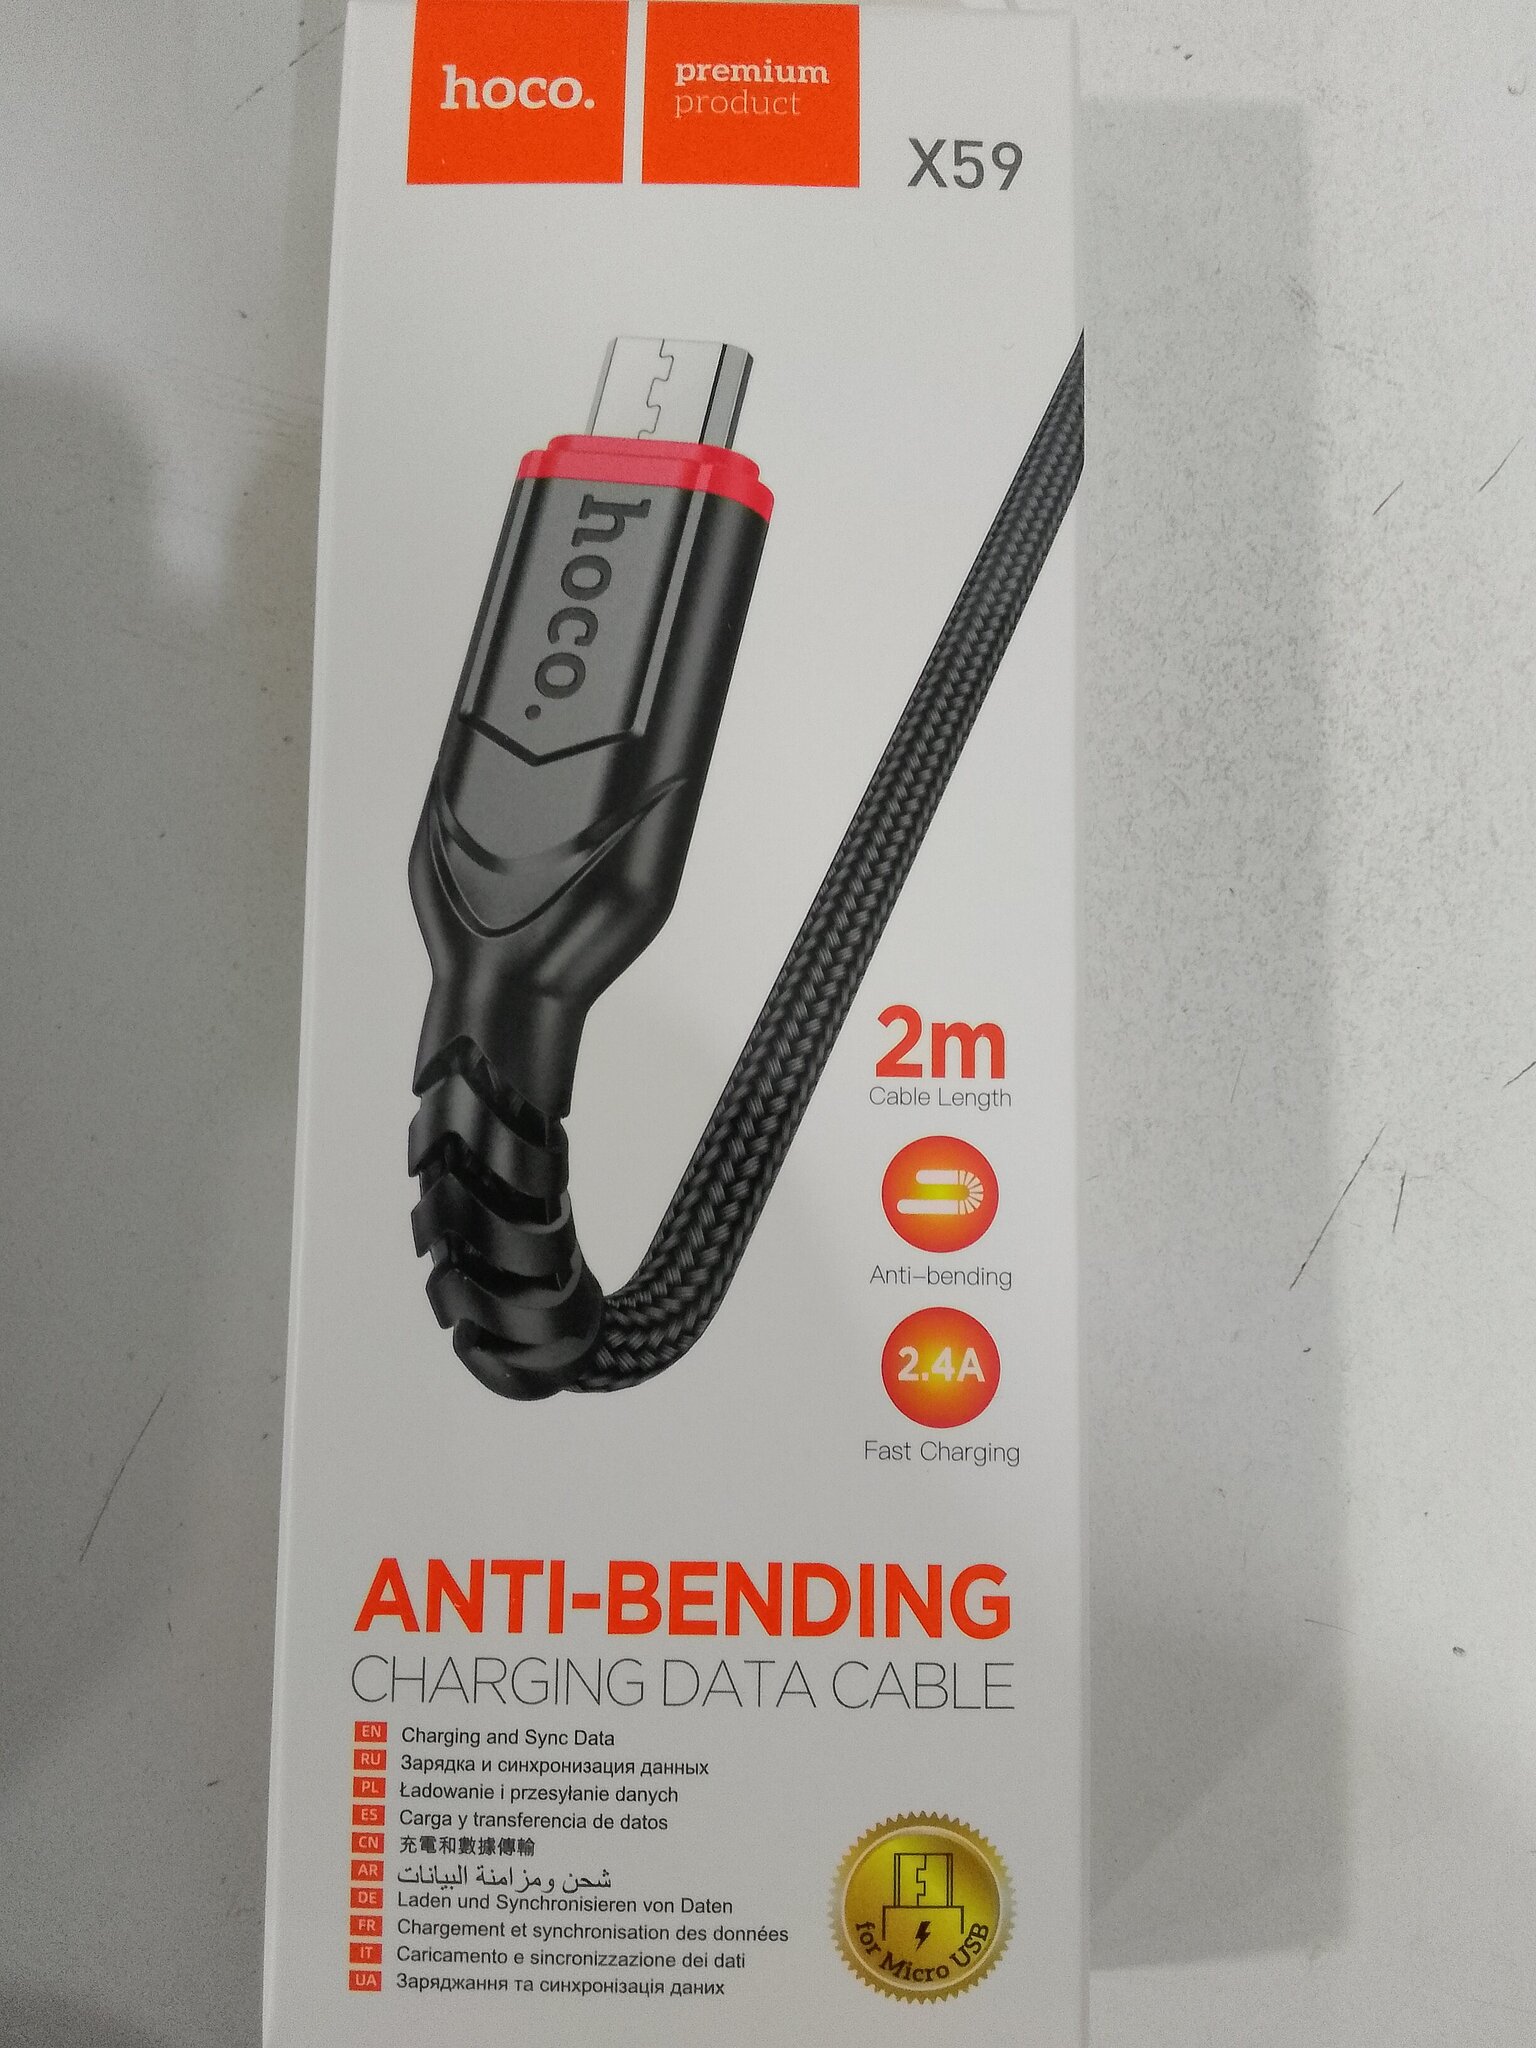 hoco.
premium
product
X59
hoco.
2m
Cable Length
Anti-bending
2.4A
Fast Charging
ANTI-BENDING
CHARGING DATA CABLE
EN Charging and Sync Data
RU Зарядка и синхронизация данных
PL Ładowanie i przesyłanie danych
ES Carga y transferencia de datos
CN 充電和數據傳輸
AR شحن ومزامنة البيانات
DE Laden und Synchronisieren von Daten
FR Chargement et synchronisation des données
IT Caricamento e sincronizzazione dei dati
UA Заряджання та синхронізація даних
for Micro USB